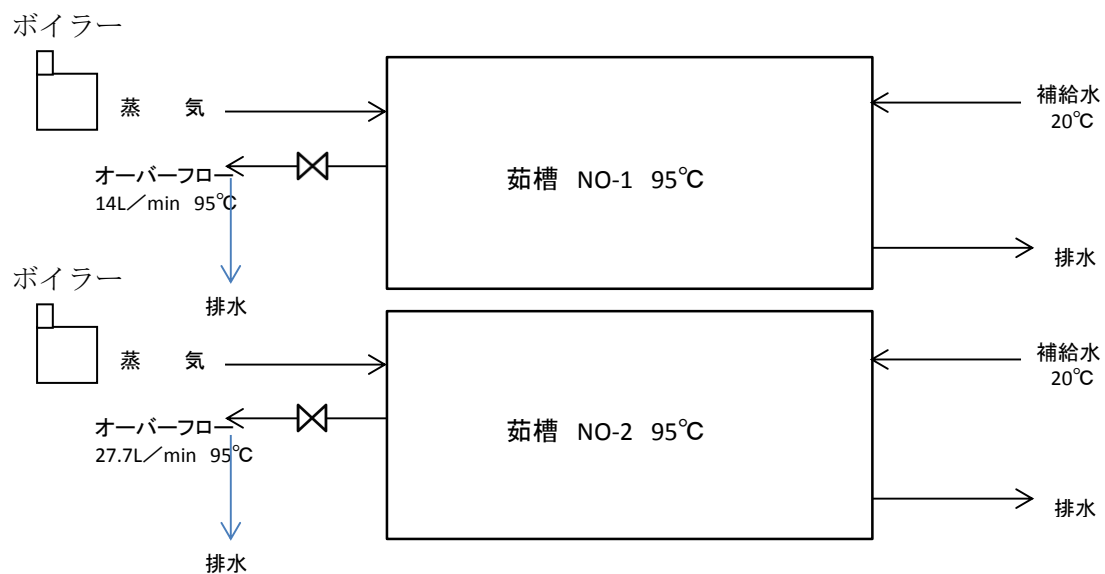 ボイラー
蒸　気
オーバーフロー
14L／min 95℃
排水
茹槽 NO-1 95℃
補給水
20℃
排水
ボイラー
蒸　気
オーバーフロー
27.7L／min 95℃
排水
茹槽 NO-2 95℃
補給水
20℃
排水